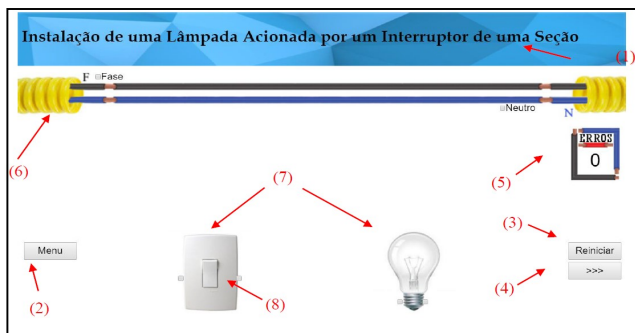 Instalação de uma Lâmpada Acionada por um Interruptor de uma Seção
(1)
F Fase
Neutro N
(6)
ERROS
0
(5)
(7)
(3)
Menu
Reiniciar
(2)
(8)
(4)
>>>